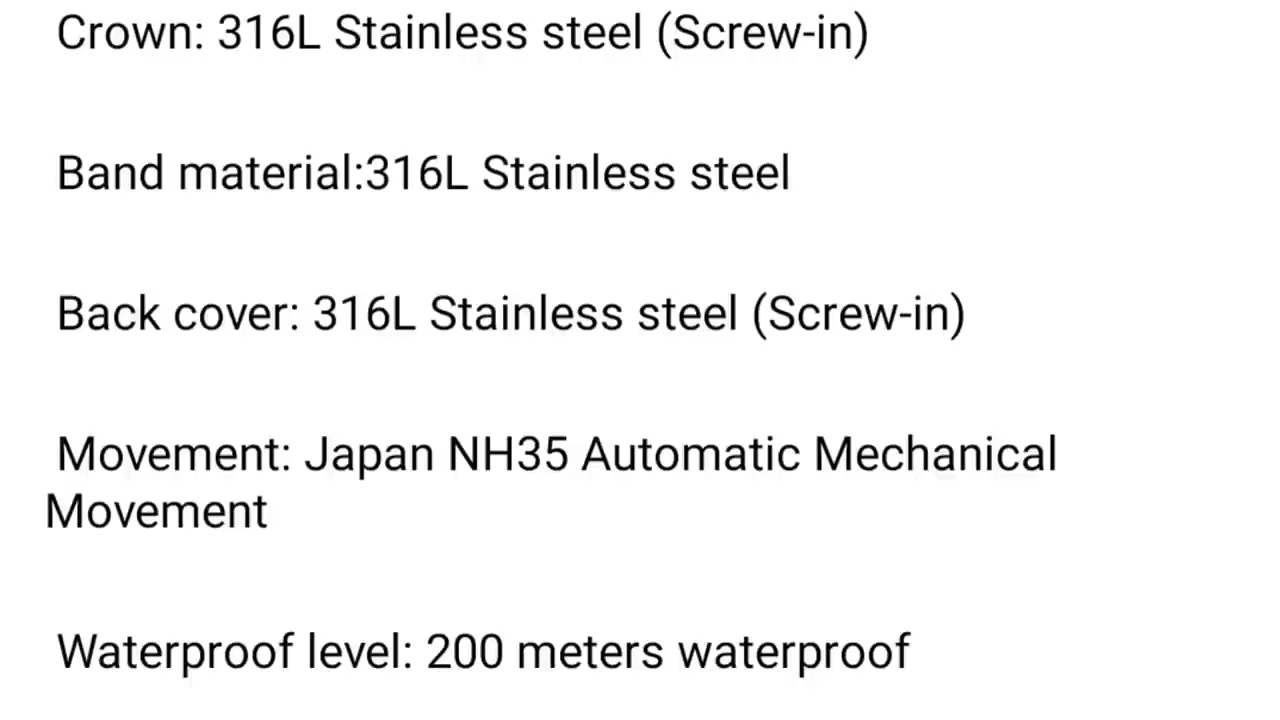 Crown: 316L Stainless steel (Screw-in)
Band material:316L Stainless steel
Back cover: 316L Stainless steel (Screw-in)
Movement: Japan NH35 Automatic Mechanical
Movement
Waterproof level: 200 meters waterproof